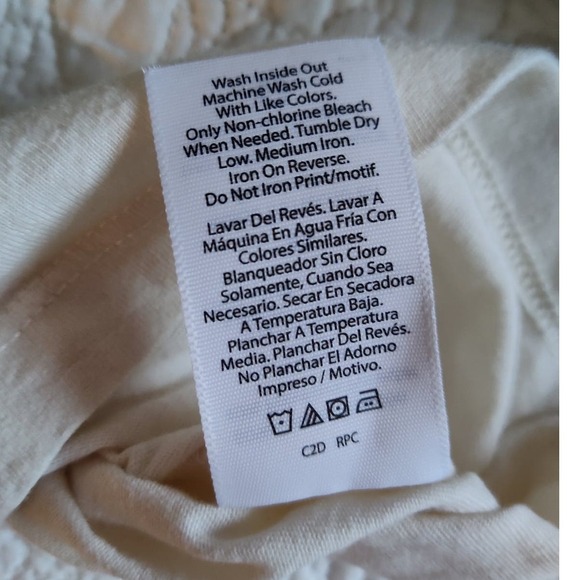 Wash Inside Out
Machine Wash Cold
With Like Colors.
Only Non-chlorine Bleach
When Needed. Tumble Dry
Low. Medium Iron.
Iron On Reverse.
Do Not Iron Print/motif.
Lavar Del Revés. Lavar A
Máquina En Agua Fría Con
Colores Similares.
Blanqueador Sin Cloro
Solamente, Cuando Sea
Necesario. Secar En Secadora
A Temperatura Baja.
Planchar A Temperatura
Media. Planchar Del Revés.
No Planchar El Adorno
Impreso / Motivo.
C2D RPC